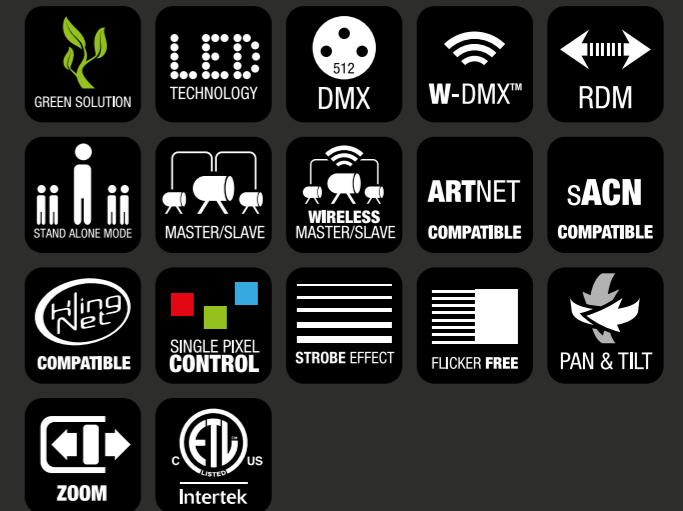 GREEN SOLUTION
LED
TECHNOLOGY
512
DMX
W-DMX™
RDM
STAND ALONE MODE
MASTER/SLAVE
WIRELESS
MASTER/SLAVE
ARTNET
COMPATIBLE
sACN
COMPATIBLE
Kling
Net
COMPATIBLE
SINGLE PIXEL
CONTROL
STROBE EFFECT
FLICKER FREE
PAN & TILT
ZOOM
ETL
C US
LISTED
Intertek